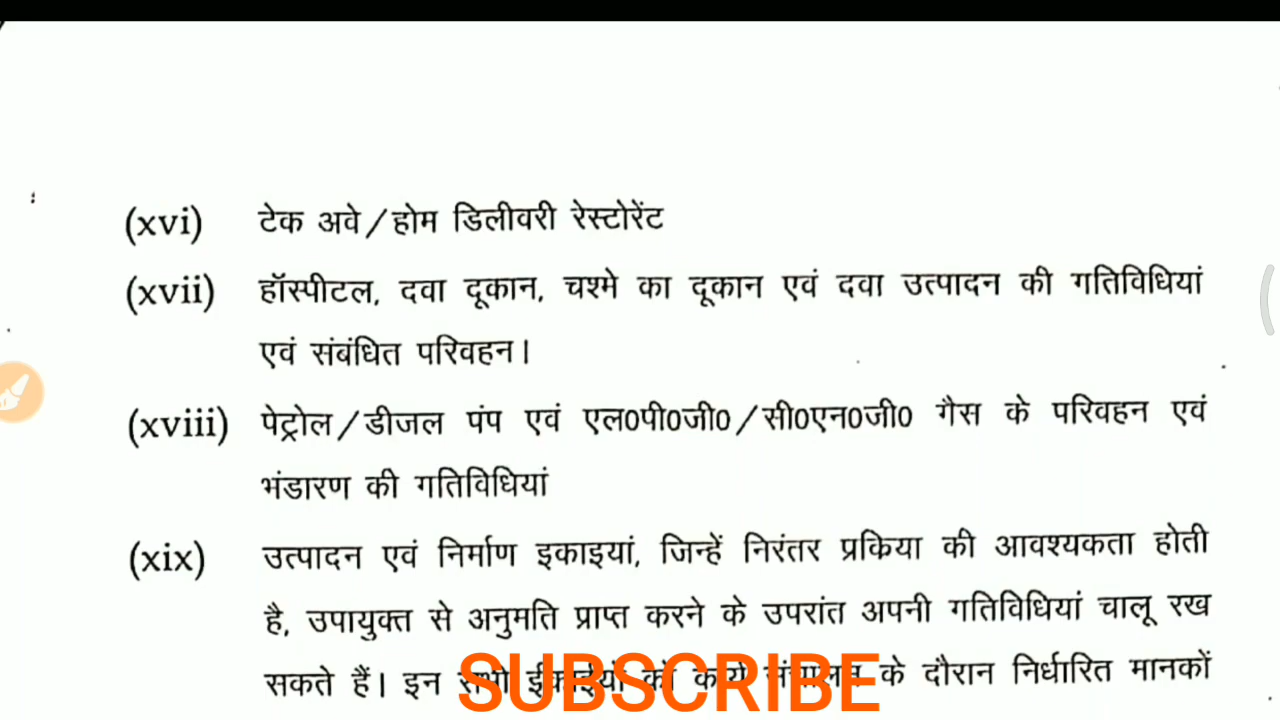 (xvi) टेक अवे/होम डिलीवरी रेस्टोरेंट
(xvii) हॉस्पीटल, दवा दूकान, चश्मे का दूकान एवं दवा उत्पादन की गतिविधियां
एवं संबंधित परिवहन।
(xviii) पेट्रोल/डीजल पंप एवं एल0पी0जी0/सी0एन0जी0 गैस के परिवहन एवं
भंडारण की गतिविधियां
(xix) उत्पादन एवं निर्माण इकाइयां, जिन्हें निरंतर प्रकिया की आवश्यकता होती
है, उपायुक्त से अनुमति प्राप्त करने के उपरांत अपनी गतिविधियां चालू रख
सकते हैं। इन के दौरान निर्धारित मानकों
SUBSCRIBE